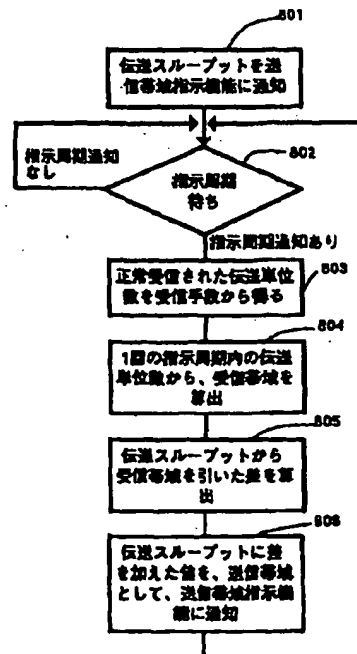 801
伝送スループットを送
信帯域指示機能に通知
802
指示周期通知
なし
指示周期
待ち
指示周期通知あり
803
正常受信された伝送単位
数を受信手段から得る
804
1回の指示周期内の伝送
単位数から、受信帯域を
算出
805
伝送スループットから
受信帯域を引いた差を算
出
806
伝送スループットに差
を加えた値を、送信帯域
として、送信帯域指示機
能に通知